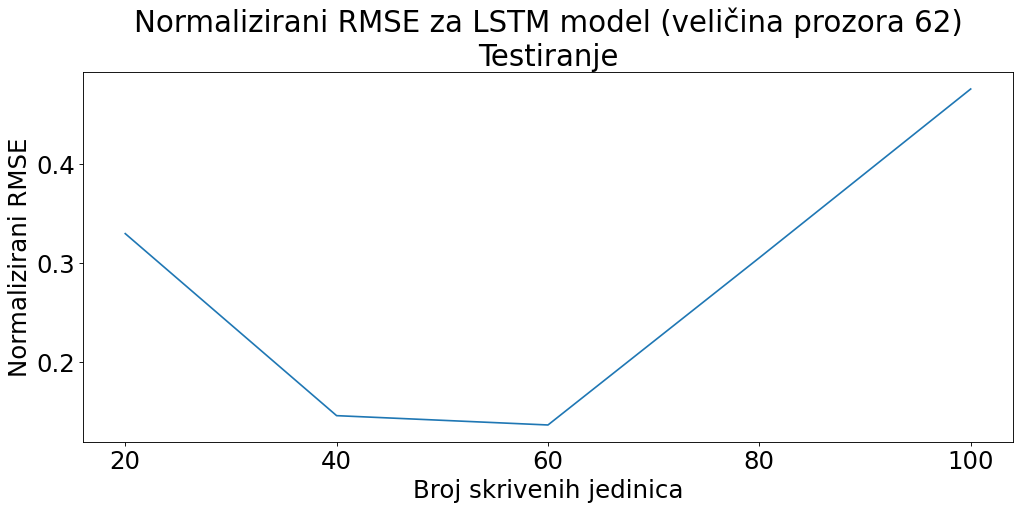 Normalizirani RMSE za LSTM model (veličina prozora 62)
Testiranje
Normalizirani RMSE
0.4
0.3
0.2
20 40 60 80 100
Broj skrivenih jedinica